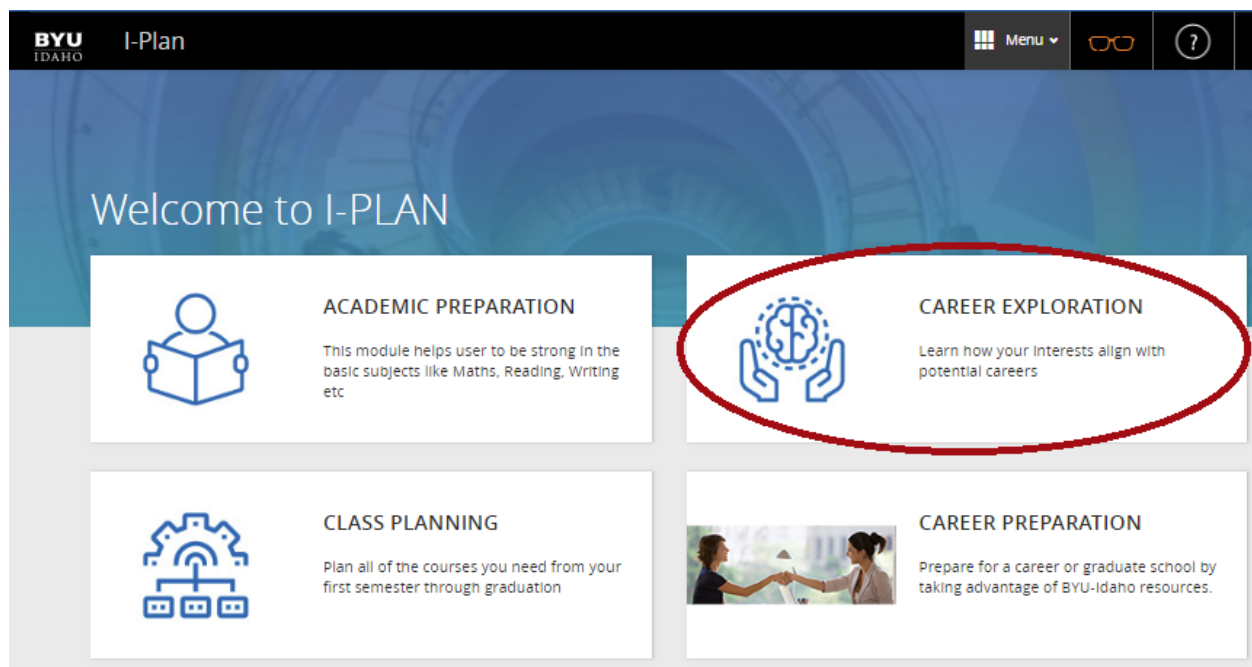 BYU
IDAHO
I-Plan
Menu
?
Welcome to I-PLAN
ACADEMIC PREPARATION
This module helps user to be strong in the
basic subjects like Maths, Reading, Writing
etc
CAREER EXPLORATION
Learn how your interests align with
potential careers
CLASS PLANNING
Plan all of the courses you need from your
first semester through graduation
CAREER PREPARATION
Prepare for a career or graduate school by
taking advantage of BYU-Idaho resources.